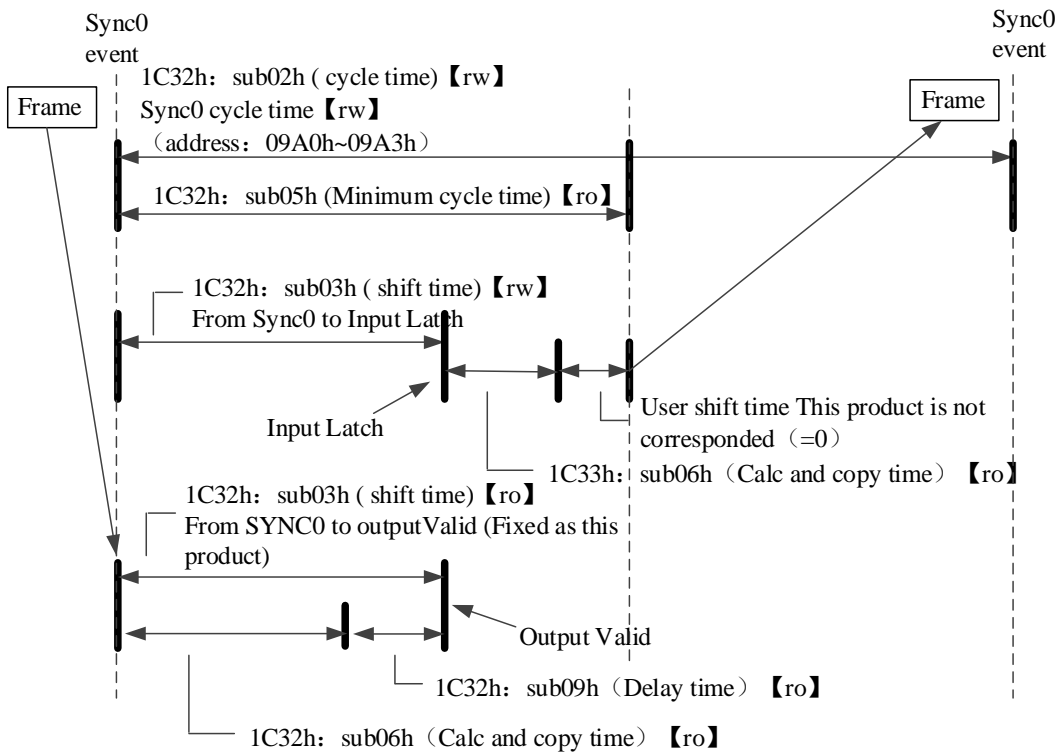 Sync0
event
Sync0
event
1C32h：sub02h ( cycle time)【rw】
Frame
Sync0 cycle time【rw】
Frame
（address：09A0h~09A3h）
1C32h：sub05h (Minimum cycle time)【ro】
1C32h：sub03h ( shift time)【rw】
From Sync0 to Input Latch
Input Latch
User shift time This product is not
corresponded（=0）
1C33h：sub06h（Calc and copy time）【ro】
1C32h：sub03h ( shift time)【ro】
From SYNC0 to outputValid (Fixed as this
product)
Output Valid
1C32h：sub09h（Delay time）【ro】
1C32h：sub06h（Calc and copy time）【ro】